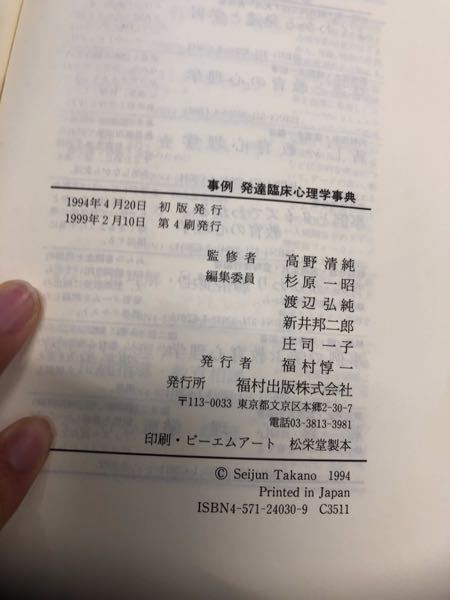 事例 発達臨床心理学事典
1994年4月20日 初版発行
1999年2月10日 第4刷発行
監修者 高野清純
編集委員 杉原一昭
渡辺弘純
新井邦二郎
庄司一子
発行者 福村惇一
発行所 福村出版株式会社
〒113-0033 東京都文京区本郷2-30-7
電話03-3813-3981
印刷・ピーエムアート 松栄堂製本
© Seijun Takano 1994
Printed in Japan
ISBN4-571-24030-9 C3511